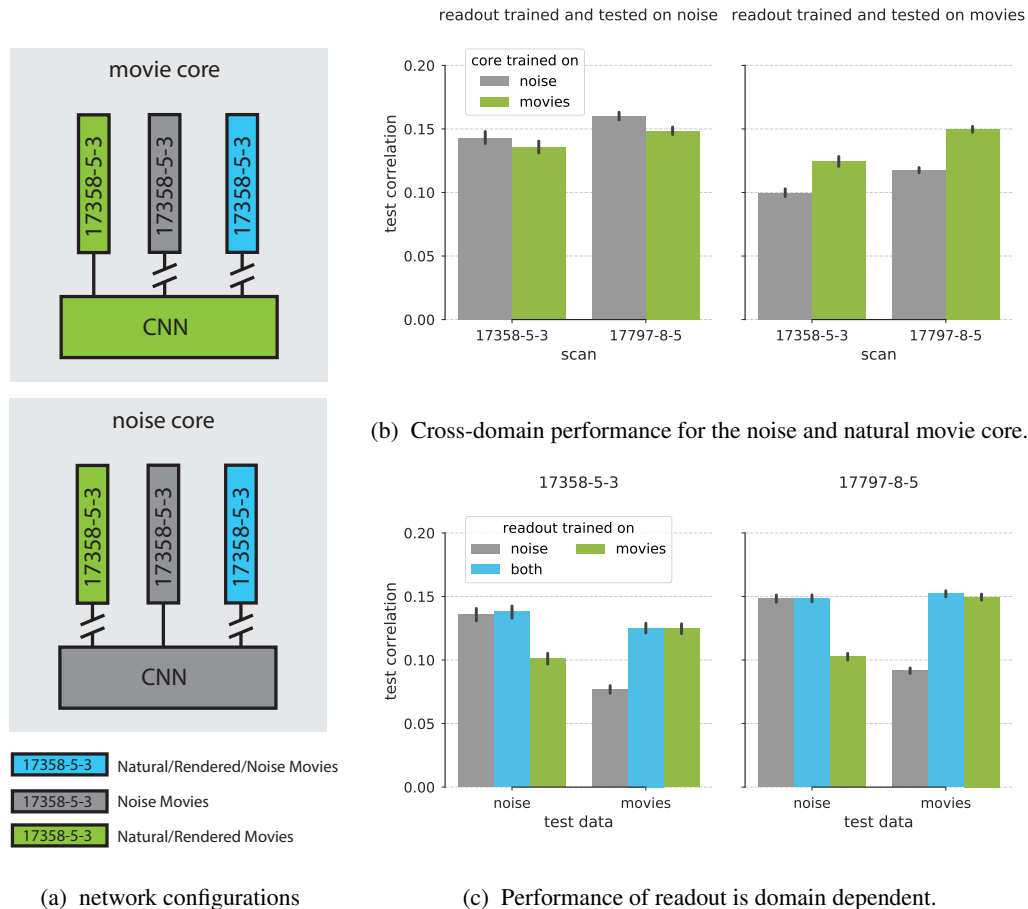 movie core
17358-5-3
17358-5-3
17358-5-3
CNN
noise core
17358-5-3
17358-5-3
17358-5-3
CNN
17358-5-3 Natural/Rendered/Noise Movies
17358-5-3 Noise Movies
17358-5-3 Natural/Rendered Movies
(a) network configurations
readout trained and tested on noise
readout trained and tested on movies
core trained on
noise
movies
test correlation
0.20
0.15
0.10
0.05
0.00
17358-5-3 17797-8-5
scan
17358-5-3 17797-8-5
scan
(b) Cross-domain performance for the noise and natural movie core.
17358-5-3
17797-8-5
readout trained on
noise movies
both
test correlation
0.20
0.15
0.10
0.05
0.00
noise movies
test data
noise movies
test data
(c) Performance of readout is domain dependent.